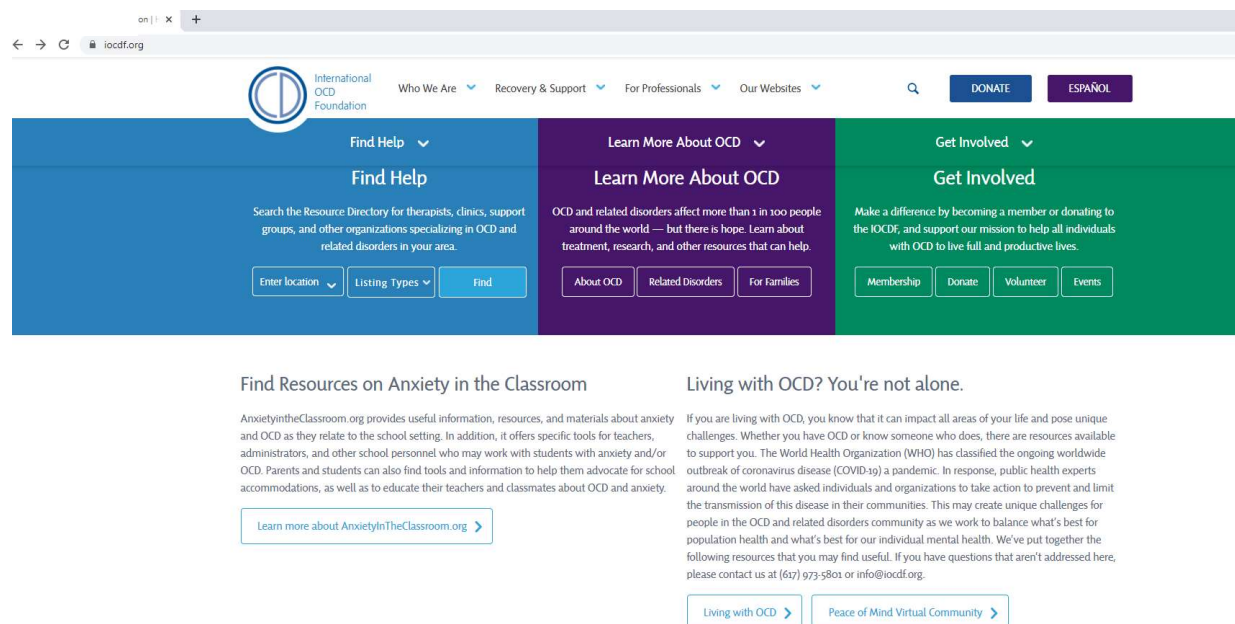 on |
iocdf.org
International
OCD
Foundation
Who We Are
Recovery & Support
For Professionals
Our Websites
DONATE
ESPAÑOL
Find Help
Learn More About OCD
Get Involved
Find Help
Search the Resource Directory for therapists, clinics, support
groups, and other organizations specializing in OCD and
related disorders in your area.
Enter location
Listing Types
Find
Learn More About OCD
OCD and related disorders affect more than 1 in 100 people
around the world — but there is hope. Learn about
treatment, research, and other resources that can help.
About OCD
Related Disorders
For Families
Get Involved
Make a difference by becoming a member or donating to
the IOCDF, and support our mission to help all individuals
with OCD to live full and productive lives.
Membership
Donate
Volunteer
Events
Find Resources on Anxiety in the Classroom
AnxietyintheClassroom.org provides useful information, resources, and materials about anxiety
and OCD as they relate to the school setting. In addition, it offers specific tools for teachers,
administrators, and other school personnel who may work with students with anxiety and/or
OCD. Parents and students can also find tools and information to help them advocate for school
accommodations, as well as to educate their teachers and classmates about OCD and anxiety.
Learn more about AnxietyInTheClassroom.org
Living with OCD? You're not alone.
If you are living with OCD, you know that it can impact all areas of your life and pose unique
challenges. Whether you have OCD or know someone who does, there are resources available
to support you. The World Health Organization (WHO) has classified the ongoing worldwide
outbreak of coronavirus disease (COVID-19) a pandemic. In response, public health experts
around the world have asked individuals and organizations to take action to prevent and limit
the transmission of this disease in their communities. This may create unique challenges for
people in the OCD and related disorders community as we work to balance what's best for
population health and what's best for our individual mental health. We've put together the
following resources that you may find useful. If you have questions that aren't addressed here,
please contact us at (617) 973-5801 or info@iocdf.org.
Living with OCD
Peace of Mind Virtual Community